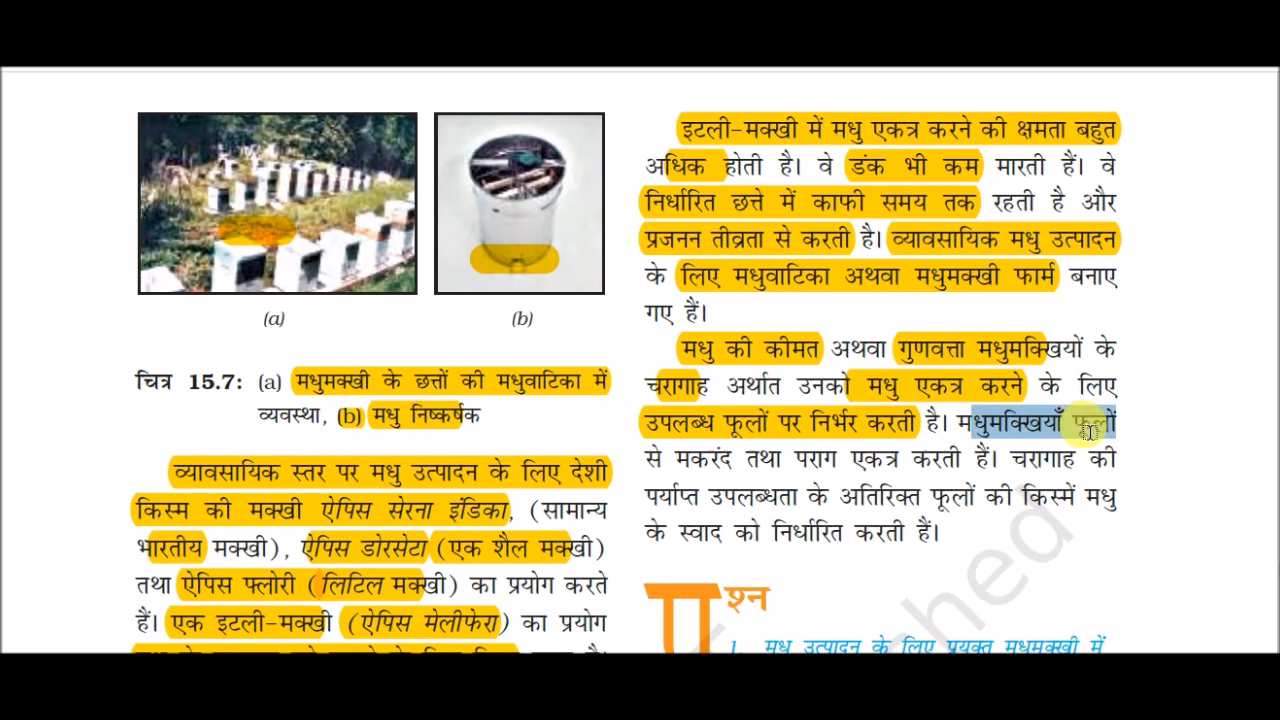 (a)
(b)
चित्र 15.7: (a) मधुमक्खी के छत्तों की मधुवाटिका में
व्यवस्था, (b) मधु निष्कर्षक
व्यावसायिक स्तर पर मधु उत्पादन के लिए देशी
किस्म की मक्खी ऐपिस सेरना इंडिका, (सामान्य
भारतीय मक्खी), ऐपिस डोरसेटा (एक शैल मक्खी)
तथा ऐपिस फ्लोरी (लिटिल मक्खी) का प्रयोग करते
हैं। एक इटली-मक्खी (ऐपिस मेलीफेरा) का प्रयोग
इटली-मक्खी में मधु एकत्र करने की क्षमता बहुत
अधिक होती है। वे डंक भी कम मारती हैं। वे
निर्धारित छत्ते में काफी समय तक रहती है और
प्रजनन तीव्रता से करती है। व्यावसायिक मधु उत्पादन
के लिए मधुवाटिका अथवा मधुमक्खी फार्म बनाए
गए हैं।
मधु की कीमत अथवा गुणवत्ता मधुमक्खियों के
चरागाह अर्थात उनको मधु एकत्र करने के लिए
उपलब्ध फूलों पर निर्भर करती है। मधुमक्खियाँ फूलों
से मकरंद तथा पराग एकत्र करती हैं। चरागाह की
पर्याप्त उपलब्धता के अतिरिक्त फूलों की किस्में मधु
के स्वाद को निर्धारित करती हैं।
प्रश्न
1. मधु उत्पादन के लिए प्रयुक्त मधुमक्खी में